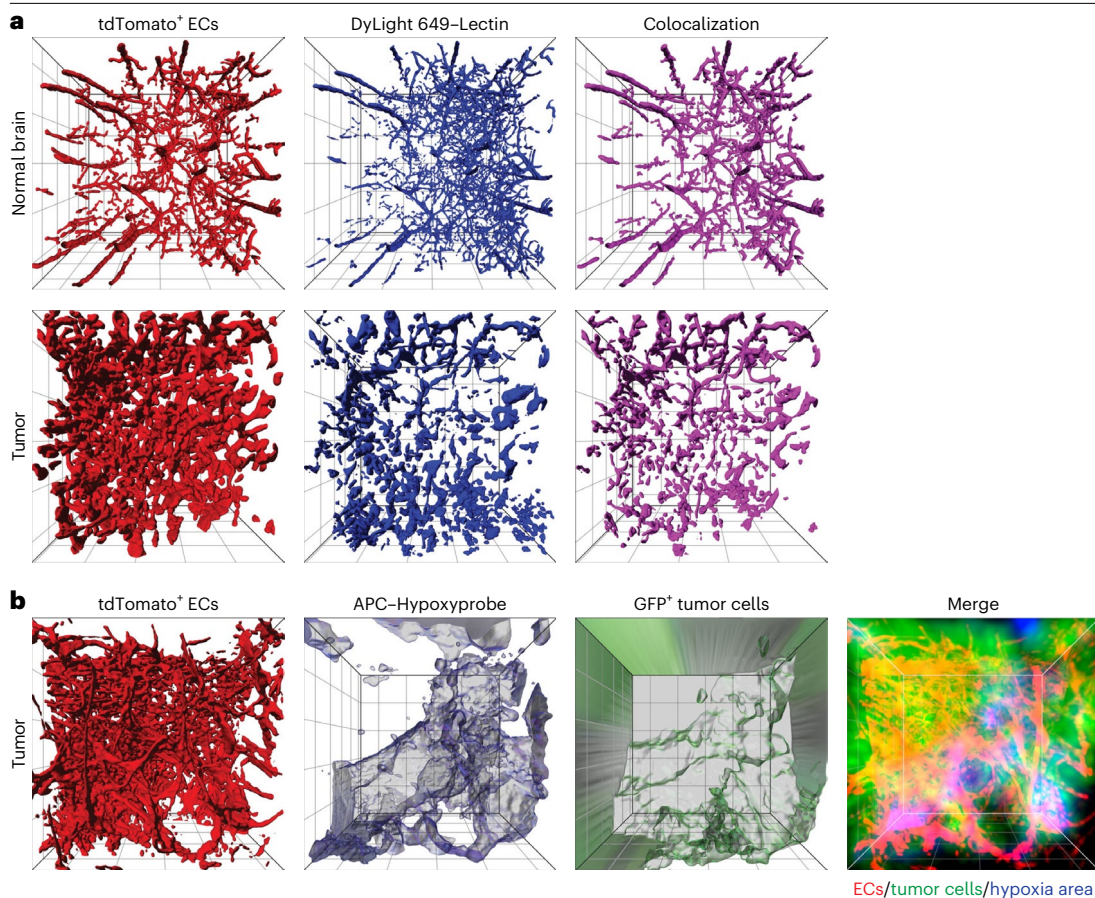 a
tdTomato⁺ ECs
DyLight 649–Lectin
Colocalization
Normal brain
Tumor
b
tdTomato⁺ ECs
APC–Hypoxyprobe
GFP⁺ tumor cells
Merge
Tumor
ECs/tumor cells/hypoxia area